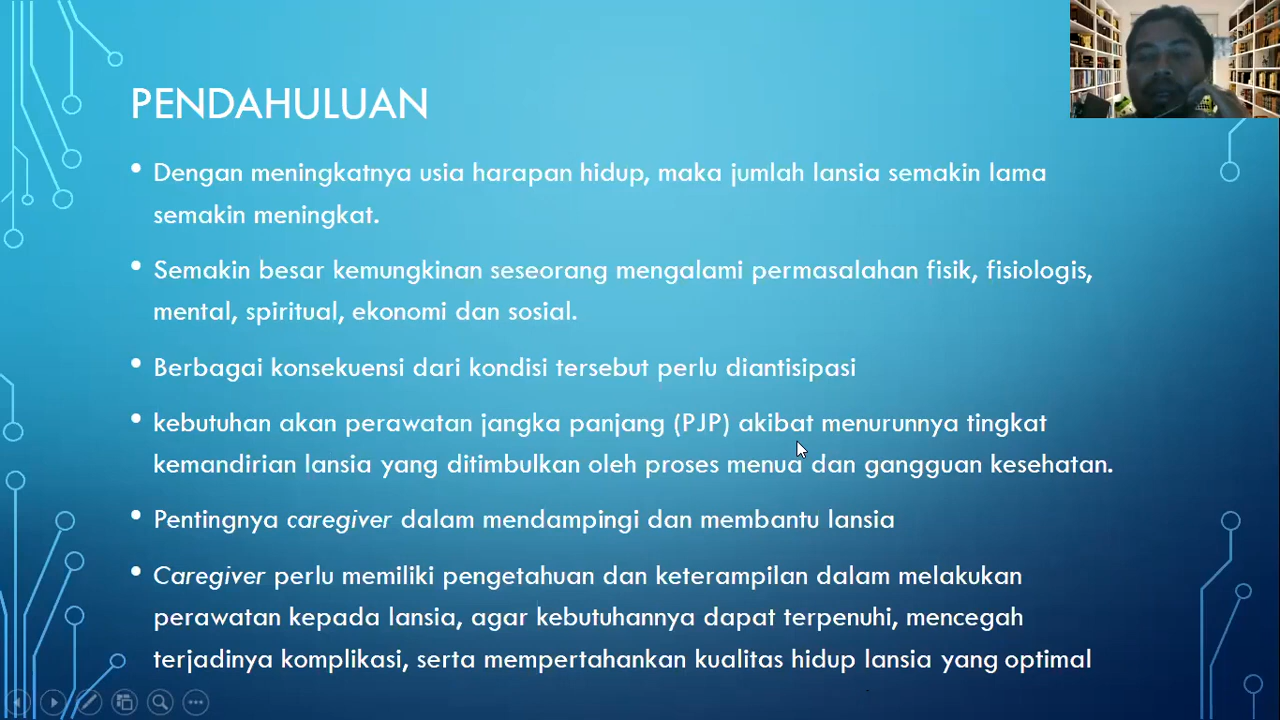 PENDAHULUAN
• Dengan meningkatnya usia harapan hidup, maka jumlah lansia semakin lama
semakin meningkat.
• Semakin besar kemungkinan seseorang mengalami permasalahan fisik, fisiologis,
mental, spiritual, ekonomi dan sosial.
• Berbagai konsekuensi dari kondisi tersebut perlu diantisipasi
• kebutuhan akan perawatan jangka panjang (PJP) akibat menurunnya tingkat
kemandirian lansia yang ditimbulkan oleh proses menua dan gangguan kesehatan.
• Pentingnya caregiver dalam mendampingi dan membantu lansia
• Caregiver perlu memiliki pengetahuan dan keterampilan dalam melakukan
perawatan kepada lansia, agar kebutuhannya dapat terpenuhi, mencegah
terjadinya komplikasi, serta mempertahankan kualitas hidup lansia yang optimal